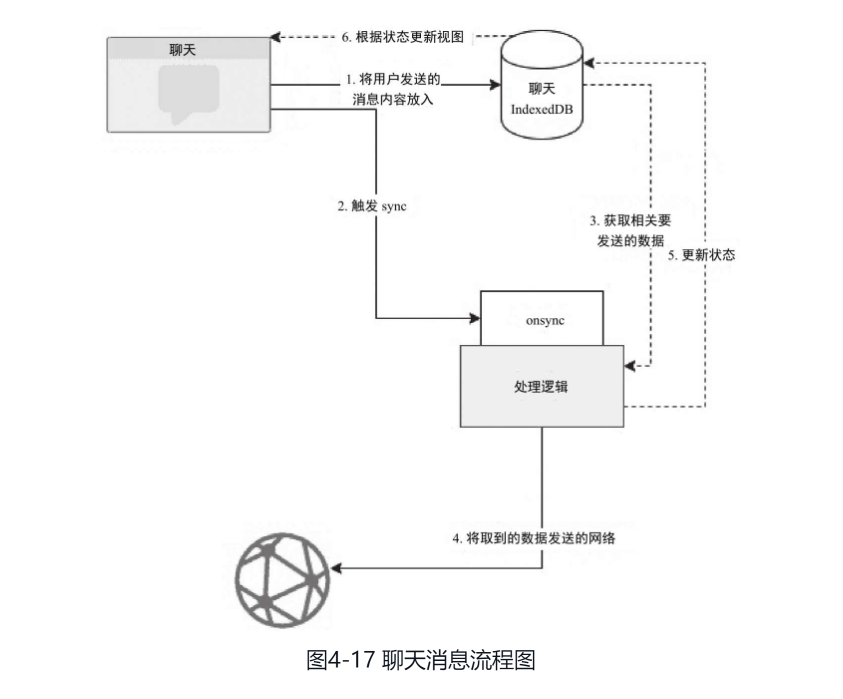 6. 根据状态更新视图
聊天
1. 将用户发送的
消息内容放入
聊天
IndexedDB
2. 触发 sync
3. 获取相关要
发送的数据
5. 更新状态
onsync
处理逻辑
4. 将取到的数据发送的网络
图4-17 聊天消息流程图